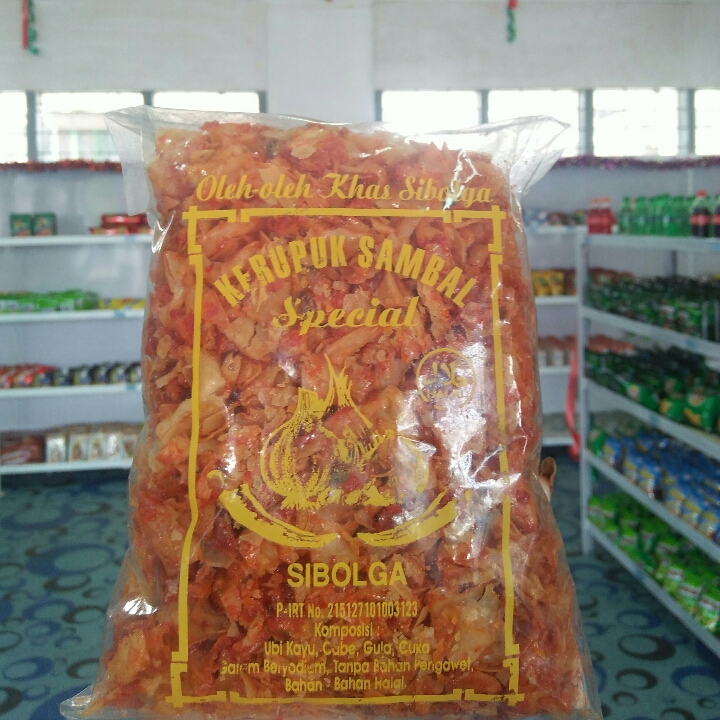 Oleh-oleh Khas Sibolga
KERUPUK SAMBAL
Special
SIBOLGA
P-IRT No. 215127101003123
Komposisi :
Ubi Kayu, Cabe, Gula, Cuka
Garam Beryodium, Tanpa Bahan Pengawet,
Bahan - Bahan Halal.